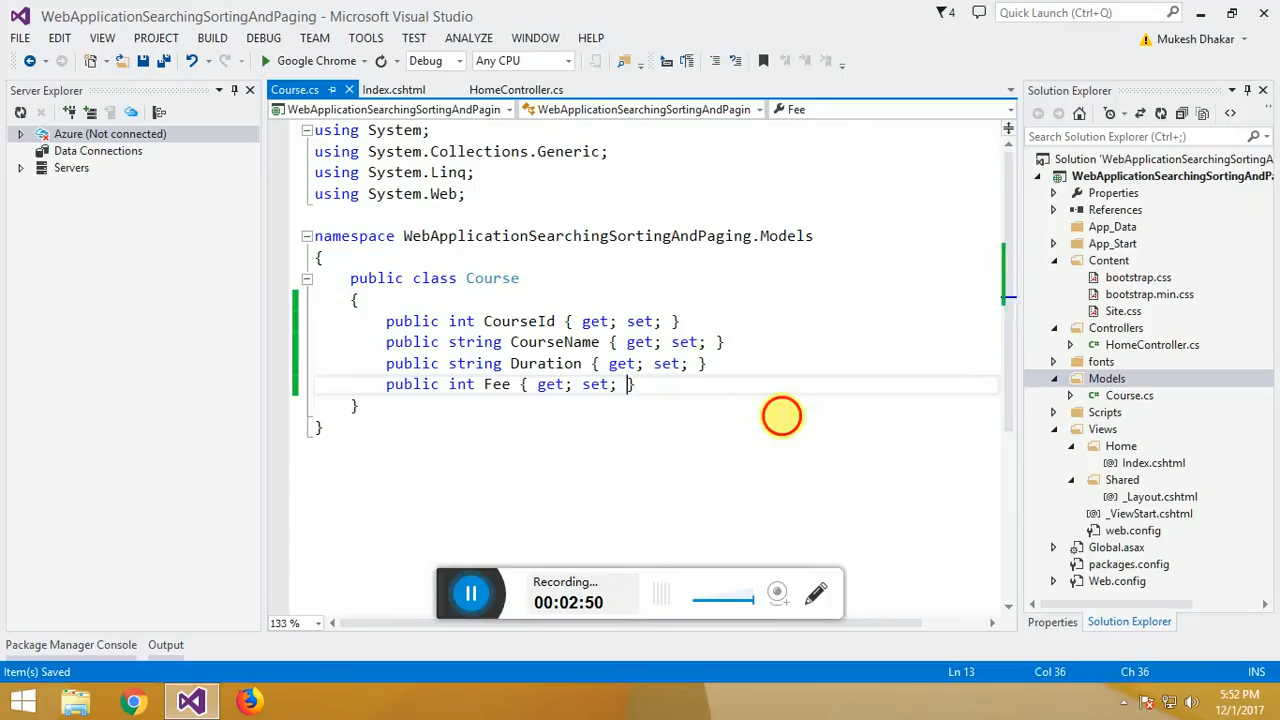 WebApplicationSearchingSortingAndPaging - Microsoft Visual Studio
4
Quick Launch (Ctrl+Q)
FILE EDIT VIEW PROJECT BUILD DEBUG TEAM TOOLS TEST ANALYZE WINDOW HELP
Mukesh Dhakar
Google Chrome Debug Any CPU
Server Explorer
Azure (Not connected)
Data Connections
Servers
Course.cs Index.cshtml HomeController.cs
WebApplicationSearchingSortingAndPagin WebApplicationSearchingSortingAndPagin Fee
using System;
using System.Collections.Generic;
using System.Linq;
using System.Web;
namespace WebApplicationSearchingSortingAndPaging.Models
{
public class Course
{
public int CourseId { get; set; }
public string CourseName { get; set; }
public string Duration { get; set; }
public int Fee { get; set; }
}
}
133 %
Recording...
00:02:50
Solution Explorer
Search Solution Explorer (Ctrl+;)
Solution 'WebApplicationSearchingSortingA
WebApplicationSearchingSortingAndPa
Properties
References
App_Data
App_Start
Content
bootstrap.css
bootstrap.min.css
Site.css
Controllers
HomeController.cs
fonts
Models
Course.cs
Scripts
Views
Home
Index.cshtml
Shared
_Layout.cshtml
_ViewStart.cshtml
web.config
Global.asax
packages.config
Web.config
Properties Solution Explorer
Package Manager Console Output
Item(s) Saved Ln 13 Col 36 Ch 36 INS
5:52 PM
12/1/2017